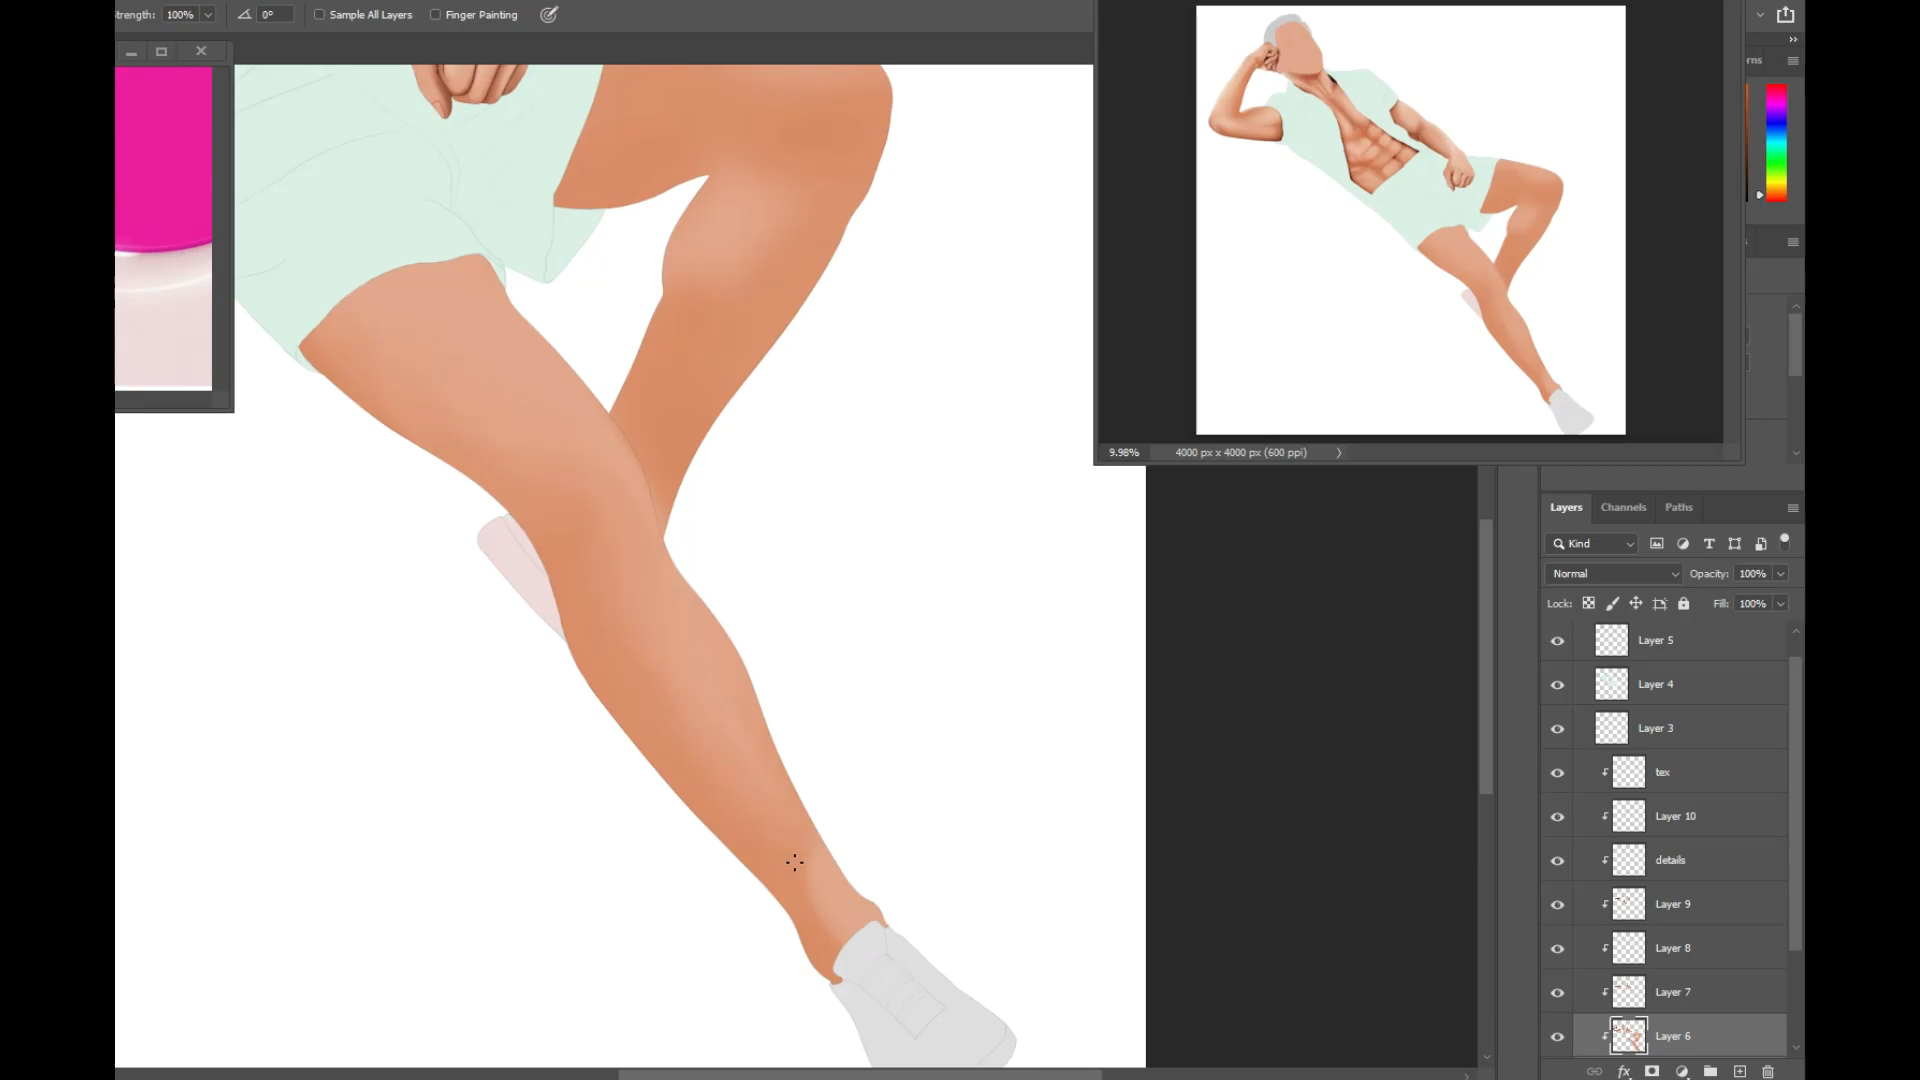 Strength: 100% 0° Sample All Layers Finger Painting
9.98% 4000 px x 4000 px (600 ppi)
Layers Channels Paths
Kind
Normal Opacity: 100%
Lock: Fill: 100%
Layer 5
Layer 4
Layer 3
tex
Layer 10
details
Layer 9
Layer 8
Layer 7
Layer 6
fx